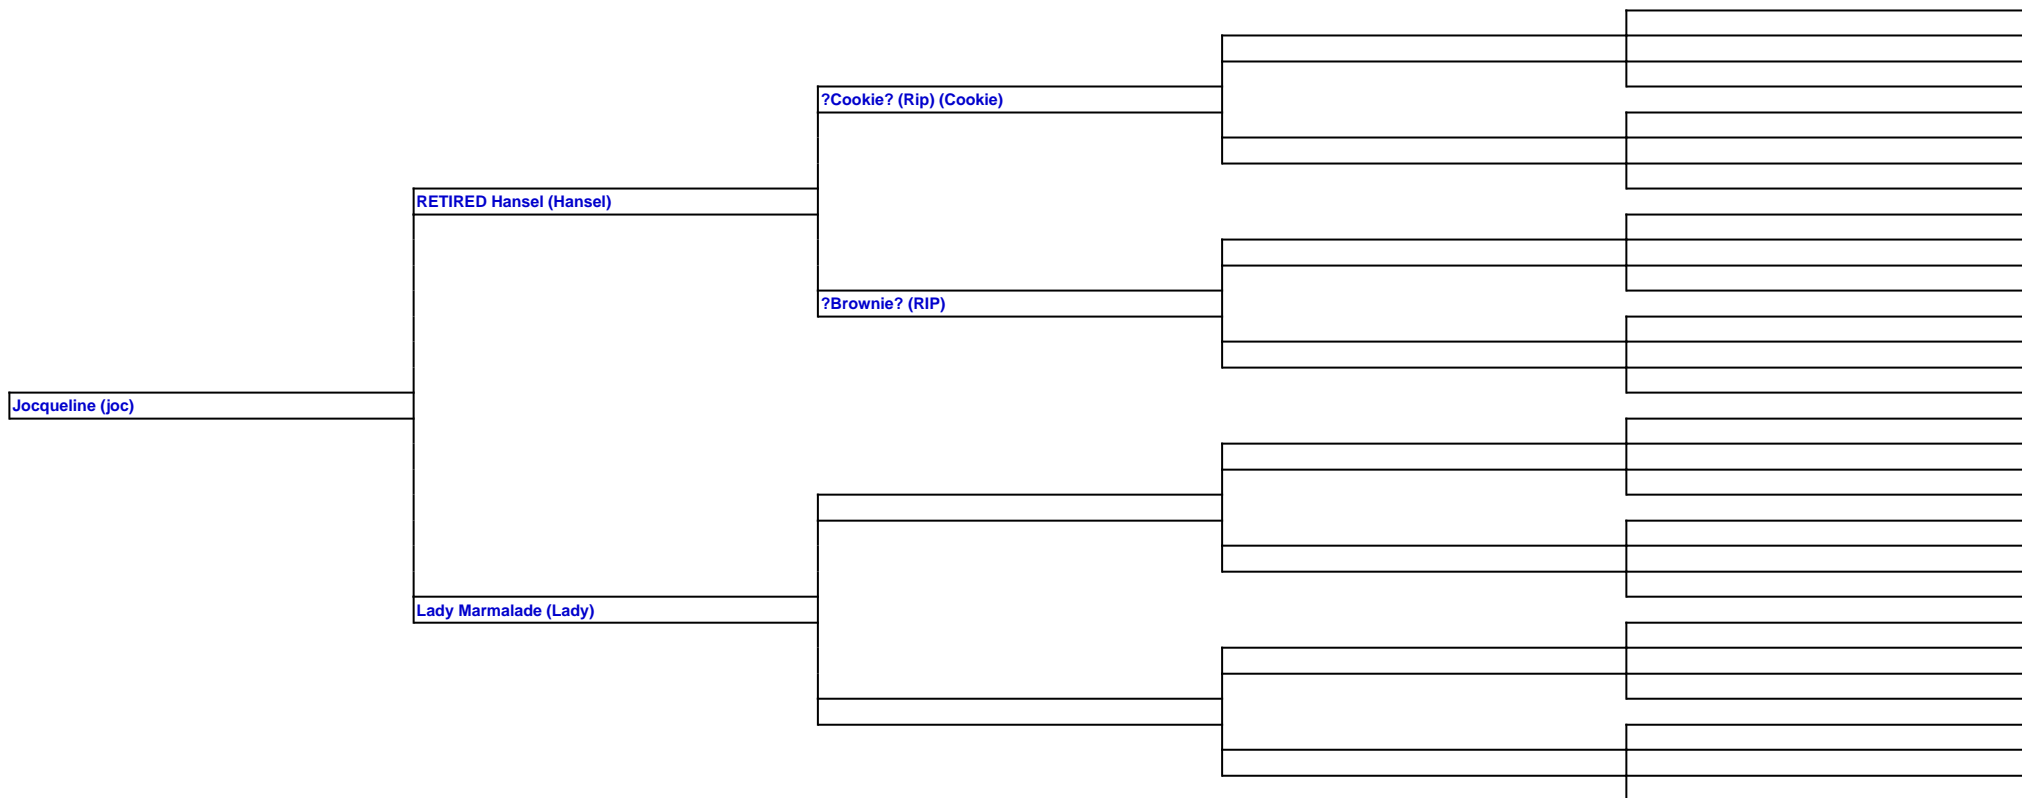 ?Cookie? (Rip) (Cookie)
RETIRED Hansel (Hansel)
?Brownie? (RIP)
Jocqueline (joc)
Lady Marmalade (Lady)